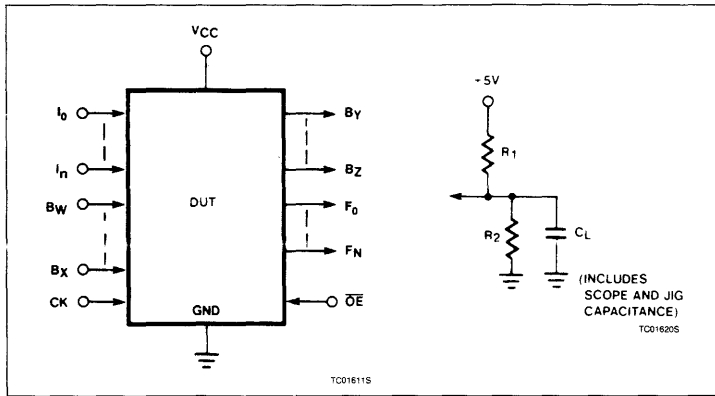 VCC
I0
In
BW
BX
CK
DUT
GND
BY
BZ
F0
FN
OE
TC01611S
+5V
R1
R2
CL
(INCLUDES
SCOPE AND JIG
CAPACITANCE)
TC01620S